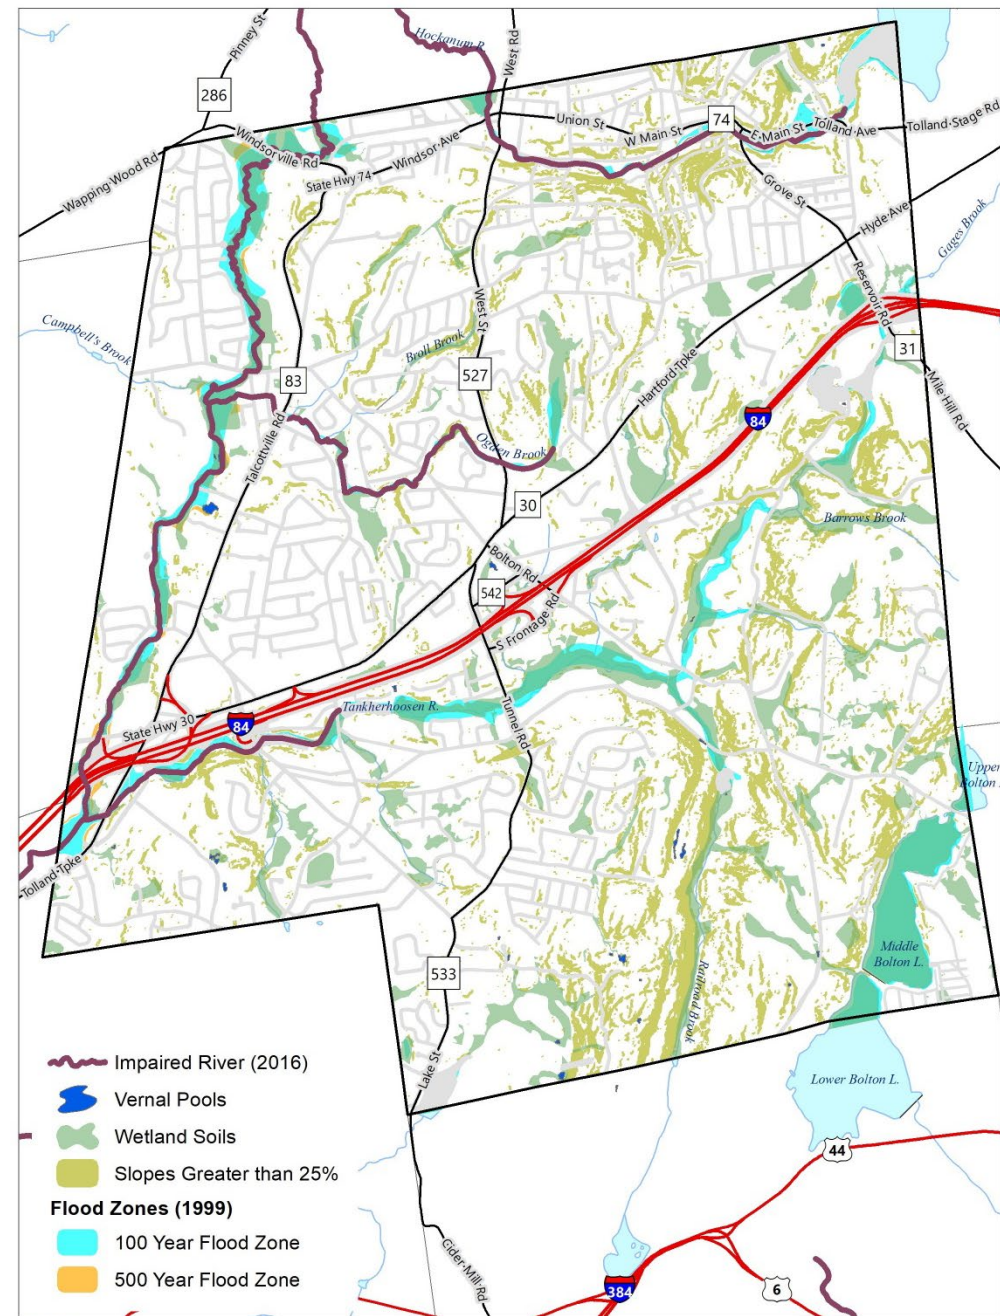 Pinney St
Hockanum R.
West Rd
286
Union St
W Main St
74
E Main St
Tolland Ave
Tolland Stage Rd
Windsorville Rd
Windsor Ave
State Hwy 74
Wapping Wood Rd
Grove St
Hyde Ave
Gages Brook
Reservoir Rd
West St
Campbell's Brook
Broll Brook
83
527
31
Hartford Tpke
Mile Hill Rd
84
Talcottville Rd
Ogden Brook
30
Barrows Brook
Bolton Rd
542
S Frontage Rd
Tankherhoosen R.
Tunnel Rd
State Hwy 30
84
Upper
Bolton
Tolland Tpke
Middle
Bolton L.
533
Railroad Brook
Lake St
Lower Bolton L.
44
Cider Mill Rd
384
6
Impaired River (2016)
Vernal Pools
Wetland Soils
Slopes Greater than 25%
Flood Zones (1999)
100 Year Flood Zone
500 Year Flood Zone